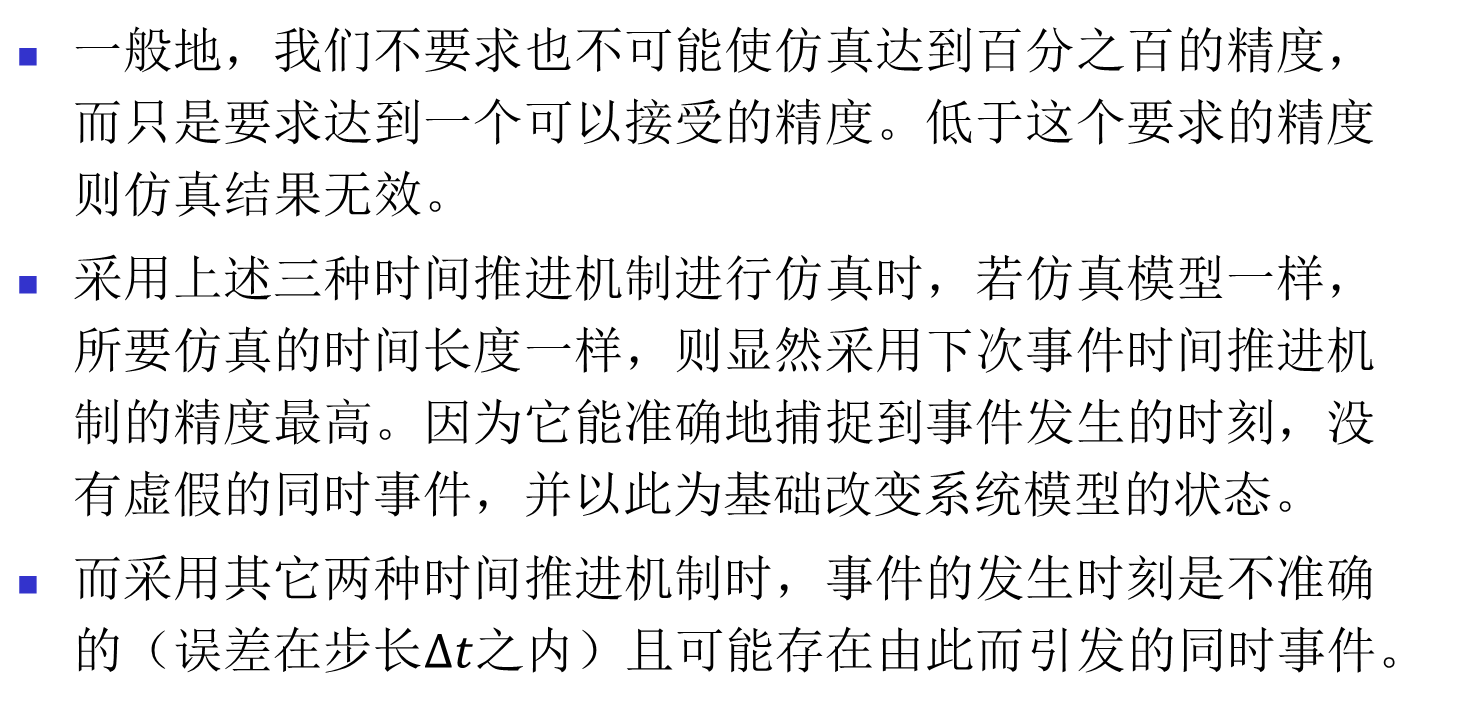 一般地，我们不要求也不可能使仿真达到百分之百的精度，
而只是要求达到一个可以接受的精度。低于这个要求的精度
则仿真结果无效。
采用上述三种时间推进机制进行仿真时，若仿真模型一样，
所要仿真的时间长度一样，则显然采用下次事件时间推进机
制的精度最高。因为它能准确地捕捉到事件发生的时刻，没
有虚假的同时事件，并以此为基础改变系统模型的状态。
而采用其它两种时间推进机制时，事件的发生时刻是不准确
的（误差在步长Δt之内）且可能存在由此而引发的同时事件。